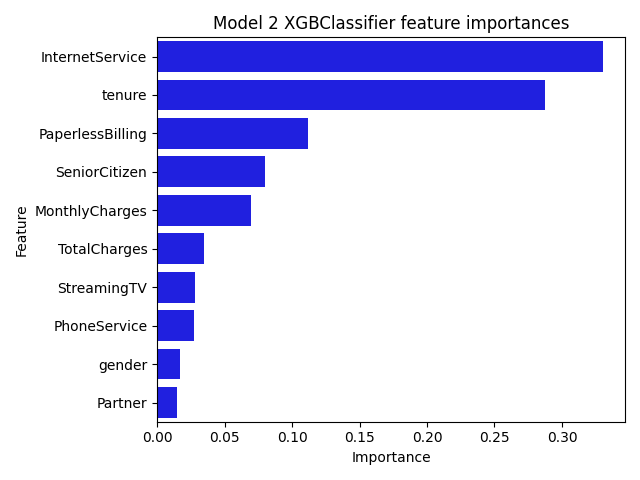 Model 2 XGBClassifier feature importances
InternetService
tenure
PaperlessBilling
SeniorCitizen
MonthlyCharges
TotalCharges
StreamingTV
PhoneService
gender
Partner
Feature
0.00 0.05 0.10 0.15 0.20 0.25 0.30
Importance